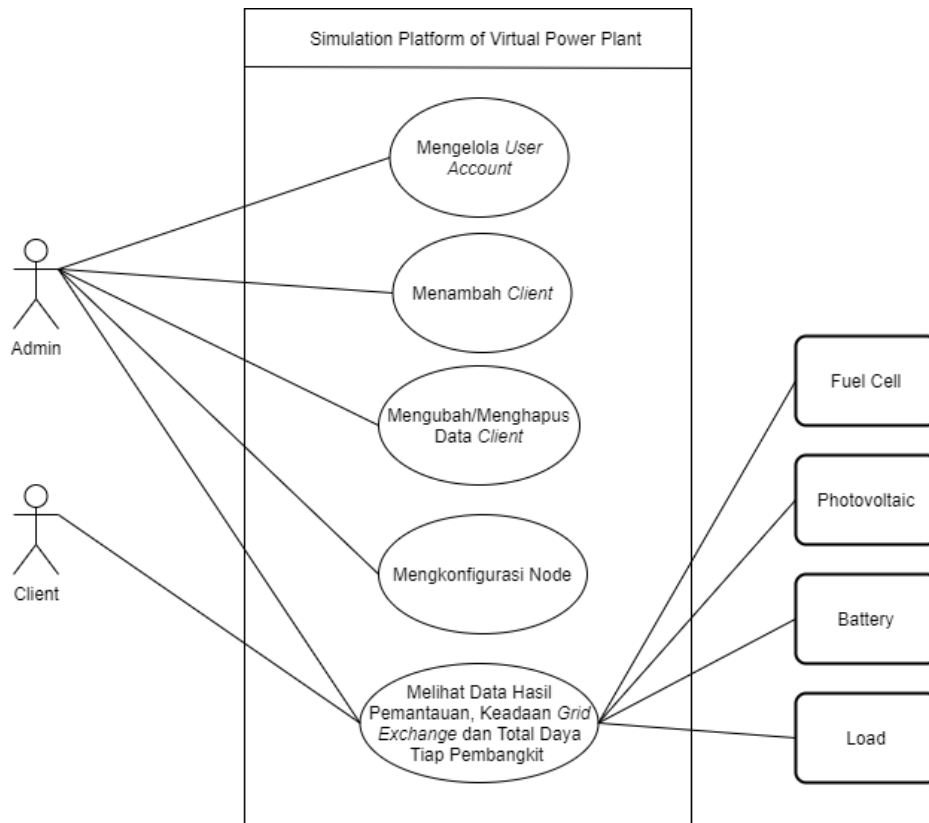 Simulation Platform of Virtual Power Plant
Mengelola User
Account
Menambah Client
Admin
Mengubah/Menghapus
Data Client
Fuel Cell
Photovoltaic
Client
Mengkonfigurasi Node
Battery
Melihat Data Hasil
Pemantauan, Keadaan Grid
Exchange dan Total Daya
Tiap Pembangkit
Load